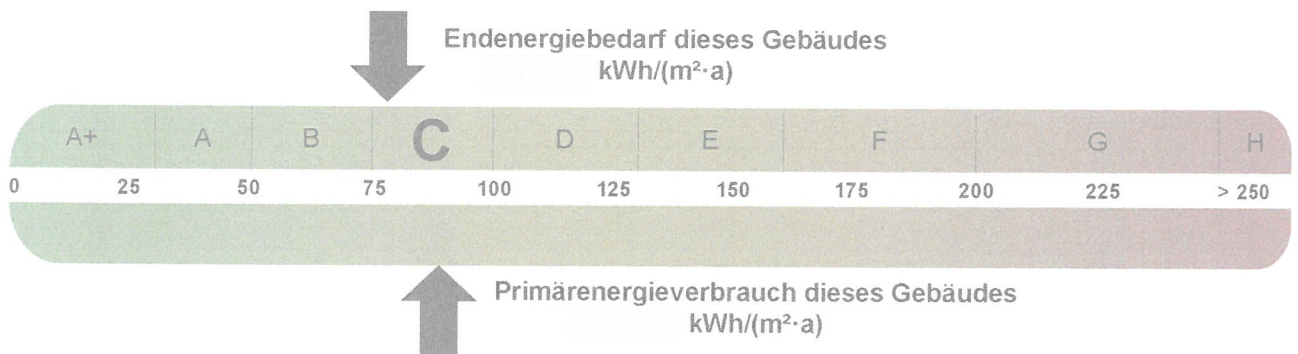 Endenergiebedarf dieses Gebäudes
kWh/(m²·a)
A+ A B C D E F G H
0 25 50 75 100 125 150 175 200 225 > 250
Primärenergieverbrauch dieses Gebäudes
kWh/(m²·a)